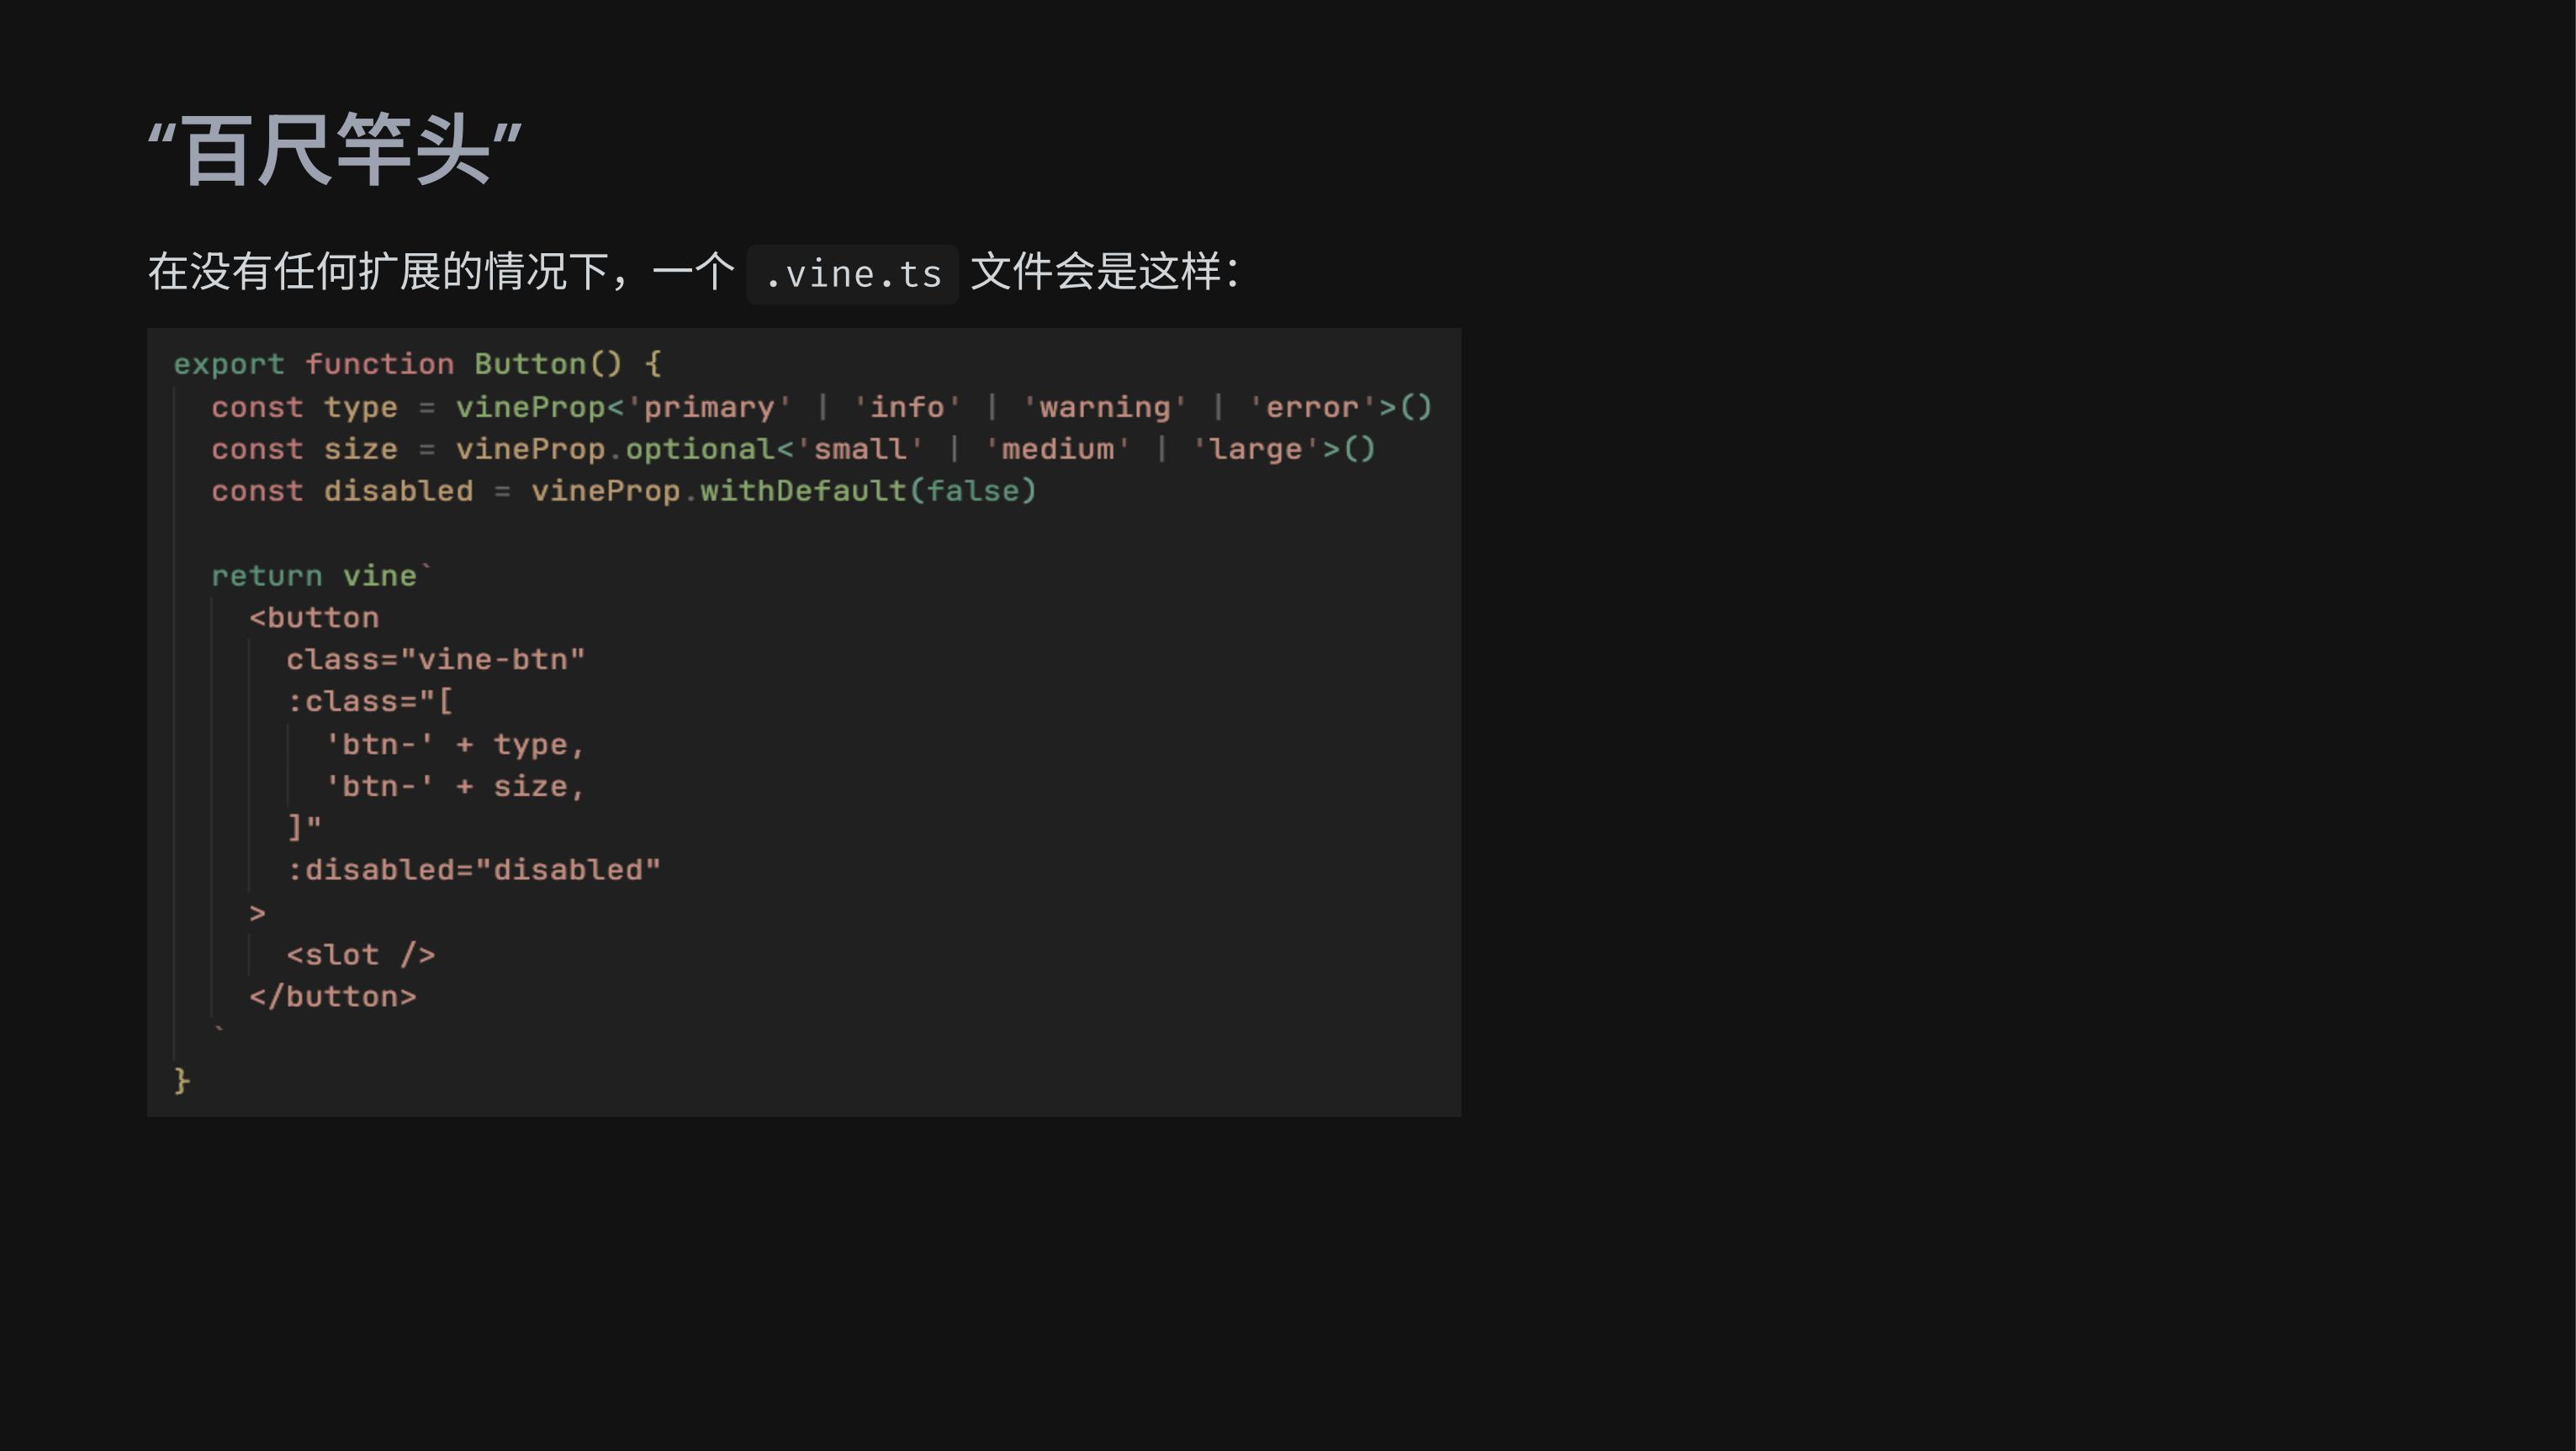 “百尺竿头”
在没有任何扩展的情况下，一个 .vine.ts 文件会是这样：
export function Button() {
  const type = vineProp<'primary' | 'info' | 'warning' | 'error'>()
  const size = vineProp.optional<'small' | 'medium' | 'large'>()
  const disabled = vineProp.withDefault(false)
  return vine`
    <button
      class="vine-btn"
      :class="[
        'btn-' + type,
        'btn-' + size,
      ]"
      :disabled="disabled"
    >
      <slot />
    </button>
  `
}